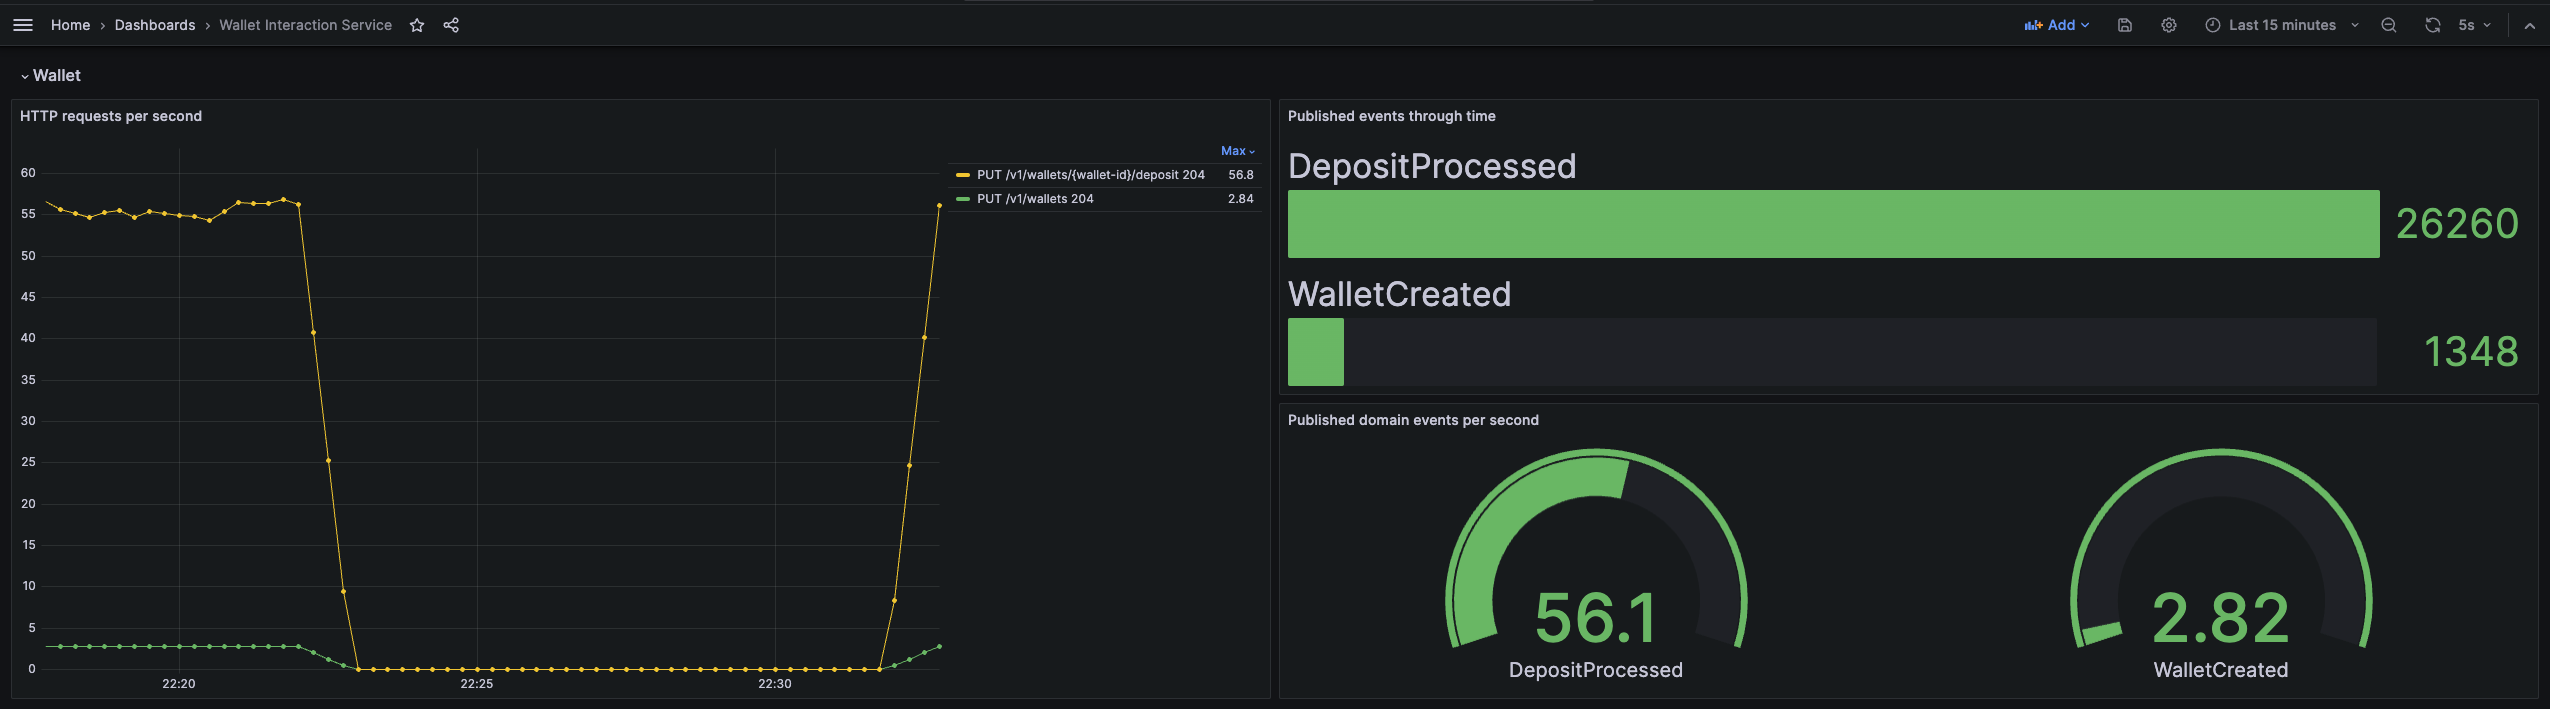 Home › Dashboards › Wallet Interaction Service
Add
Last 15 minutes
5s
Wallet
HTTP requests per second
60
55
50
45
40
35
30
25
20
15
10
5
0
22:20
22:25
22:30
Max
PUT /v1/wallets/{wallet-id}/deposit 204 56.8
PUT /v1/wallets 204 2.84
Published events through time
DepositProcessed
26260
WalletCreated
1348
Published domain events per second
56.1
DepositProcessed
2.82
WalletCreated